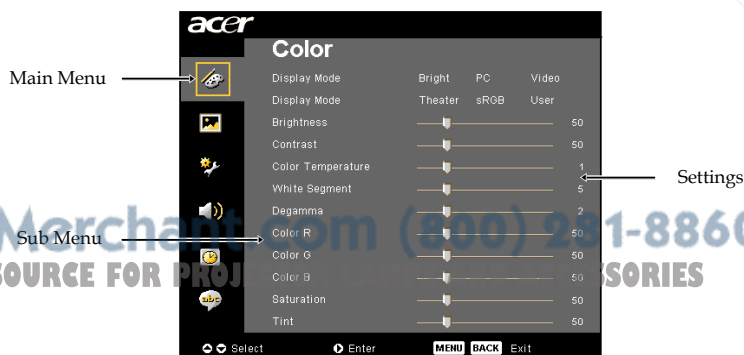 acer
Color
Main Menu
Display Mode Bright PC Video
Display Mode Theater sRGB User
Brightness 50
Contrast 50
Color Temperature 1
Settings
White Segment 5
Degamma 2
Merchant.com (800) 281-8860
Sub Menu
Color R 50
Color G 50
SOURCE FOR PROJE SSORIES
Color B 50
abc
Saturation 50
Tint 50
Select Enter MENU BACK Exit